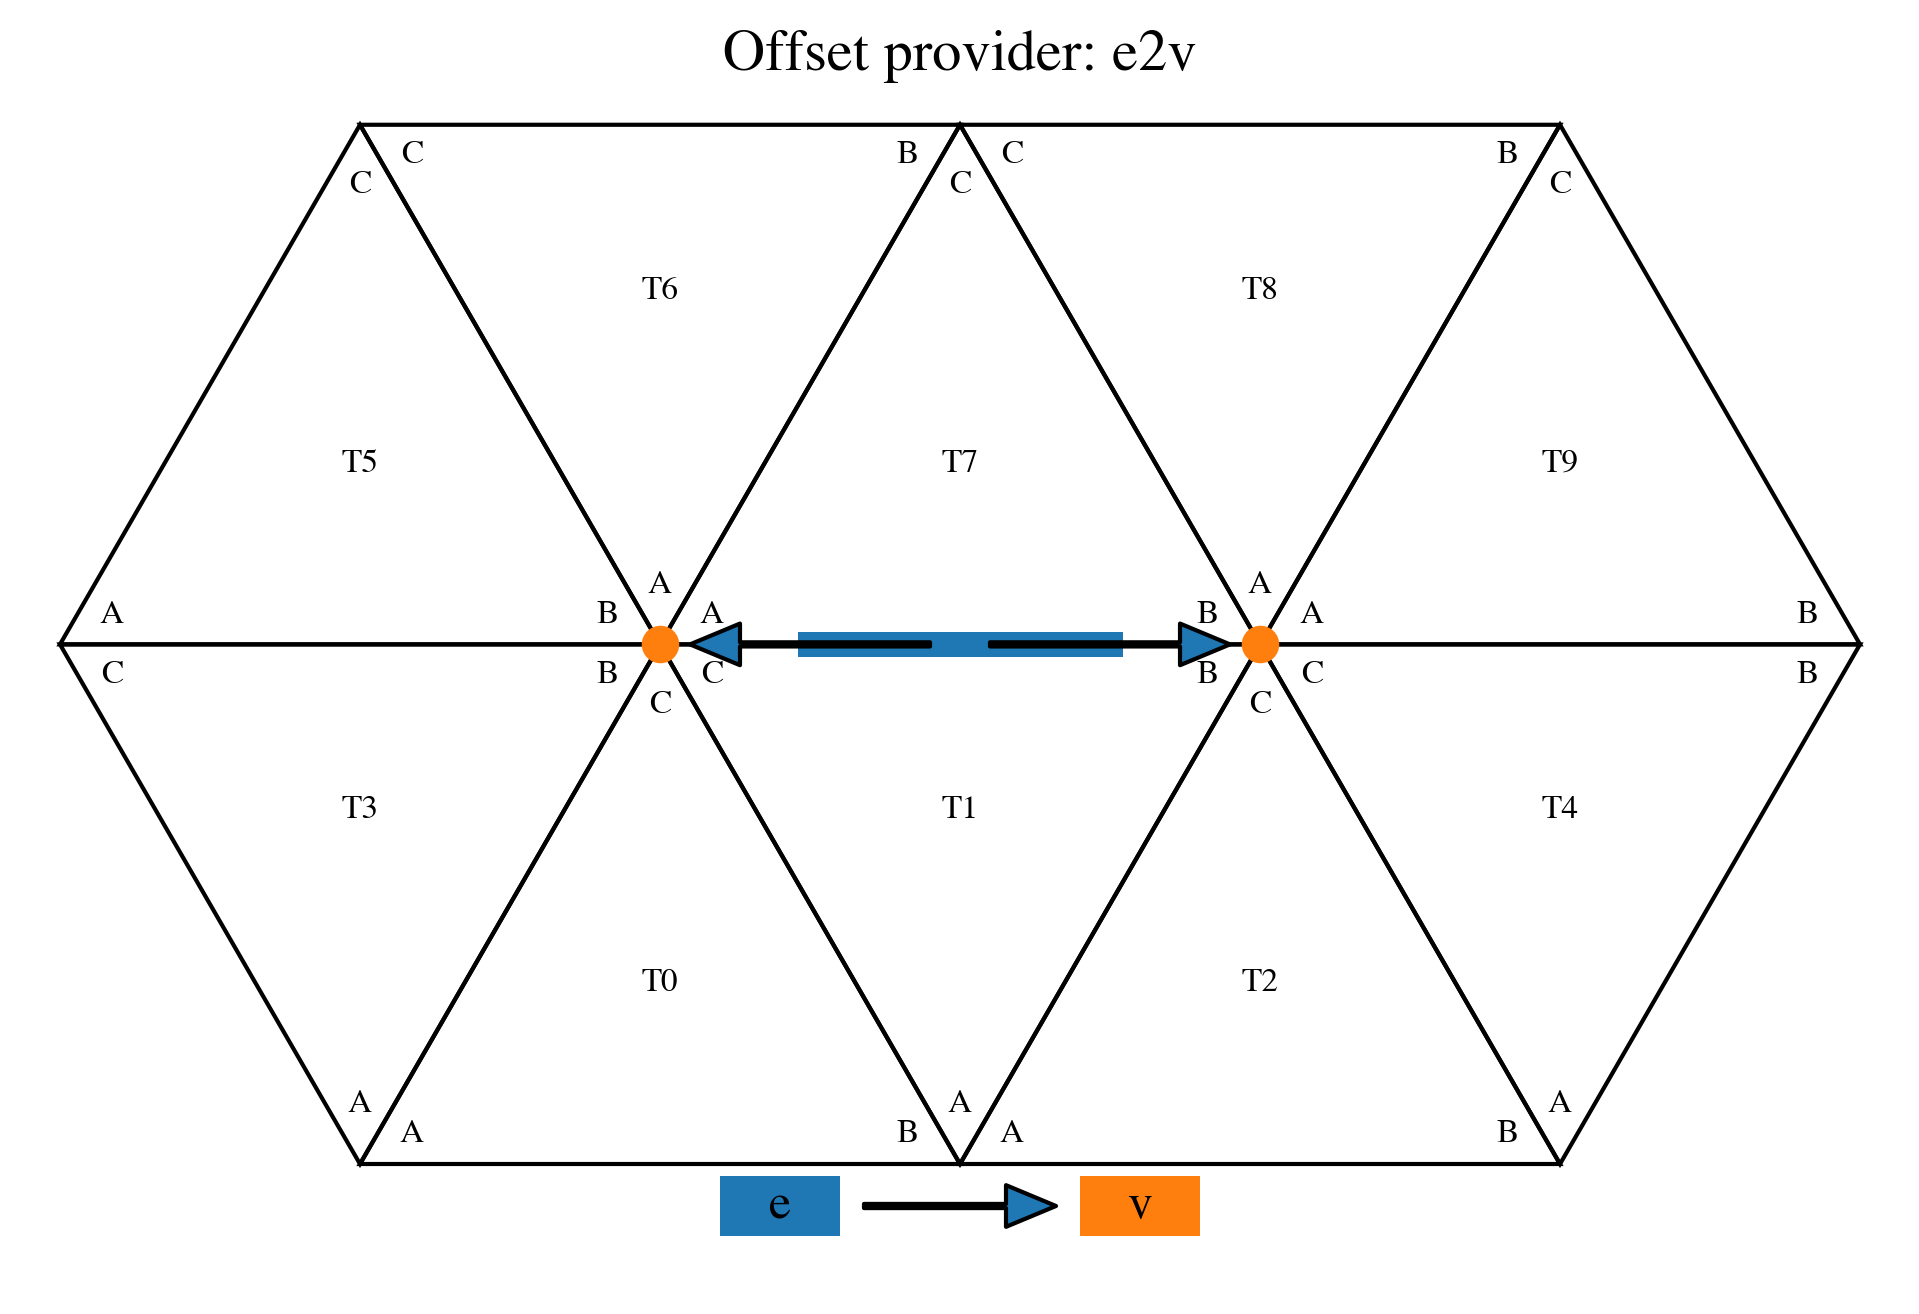 Offset provider: e2v
C B C B
C C C
T6 T8
T5 T7 T9
A A
A B A B A B
C B C B C B
C C
T3 T1 T4
T0 T2
A A A
A B A B
e v